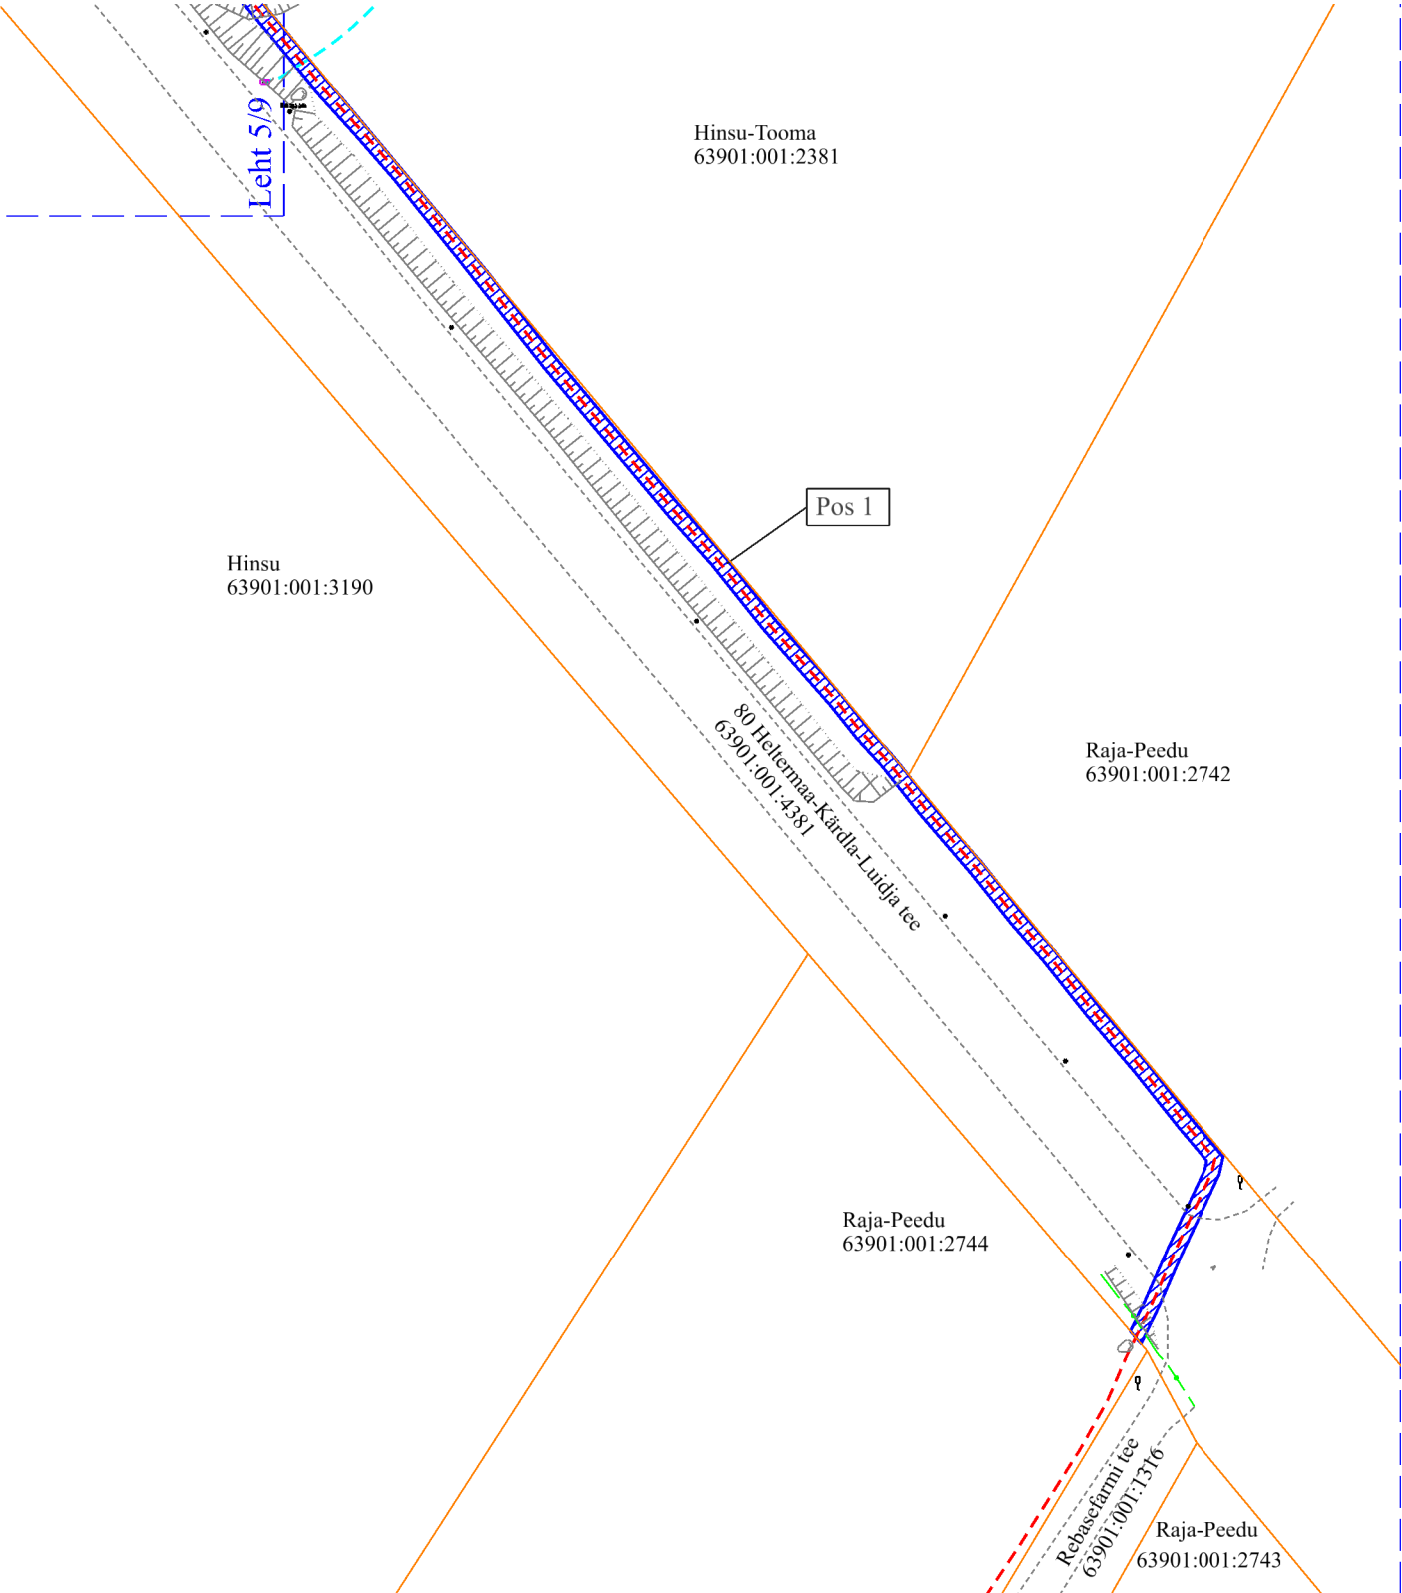 Leht 5/9
Hinsu-Tooma
63901:001:2381
Pos 1
Hinsu
63901:001:3190
80 Heltermaa-Kärdla-Luidja tee
63901:001:4381
Raja-Peedu
63901:001:2742
Raja-Peedu
63901:001:2744
Rebasefarmi tee
63901:001:1316
Raja-Peedu
63901:001:2743